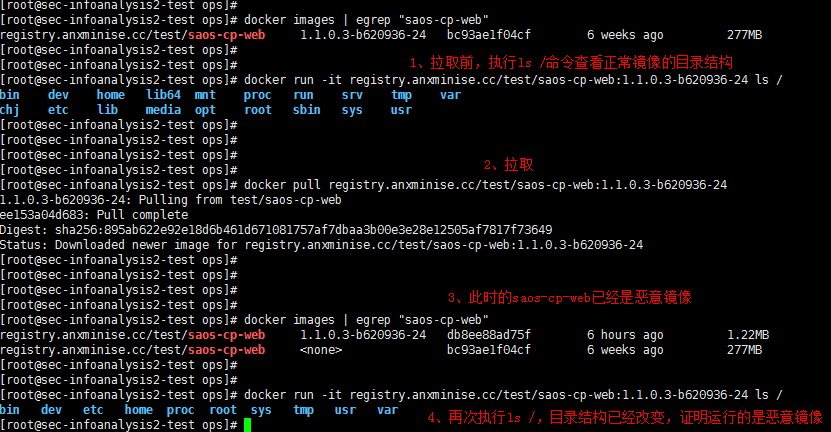 [root@sec-infoanalysis2-test ops]#
[root@sec-infoanalysis2-test ops]# docker images | egrep "saos-cp-web"
registry.anxminise.cc/test/saos-cp-web 1.1.0.3-b620936-24 bc93ae1f04cf 6 weeks ago 277MB
[root@sec-infoanalysis2-test ops]#
[root@sec-infoanalysis2-test ops]# 1、拉取前，执行ls /命令查看正常镜像的目录结构
[root@sec-infoanalysis2-test ops]# docker run -it registry.anxminise.cc/test/saos-cp-web:1.1.0.3-b620936-24 ls /
bin dev home lib64 mnt proc run srv tmp var
chj etc lib media opt root sbin sys usr
[root@sec-infoanalysis2-test ops]#
[root@sec-infoanalysis2-test ops]#
[root@sec-infoanalysis2-test ops]#
[root@sec-infoanalysis2-test ops]# 2、拉取
[root@sec-infoanalysis2-test ops]# docker pull registry.anxminise.cc/test/saos-cp-web:1.1.0.3-b620936-24
1.1.0.3-b620936-24: Pulling from test/saos-cp-web
ee153a04d683: Pull complete
Digest: sha256:895ab622e92e18d6b461d671081757af7dbaa3b00e3e28e12505af7817f73649
Status: Downloaded newer image for registry.anxminise.cc/test/saos-cp-web:1.1.0.3-b620936-24
[root@sec-infoanalysis2-test ops]#
[root@sec-infoanalysis2-test ops]#
[root@sec-infoanalysis2-test ops]#
[root@sec-infoanalysis2-test ops]# 3、此时的saos-cp-web已经是恶意镜像
[root@sec-infoanalysis2-test ops]# docker images | egrep "saos-cp-web"
registry.anxminise.cc/test/saos-cp-web 1.1.0.3-b620936-24 db8ee88ad75f 6 hours ago 1.22MB
registry.anxminise.cc/test/saos-cp-web <none> bc93ae1f04cf 6 weeks ago 277MB
[root@sec-infoanalysis2-test ops]#
[root@sec-infoanalysis2-test ops]#
[root@sec-infoanalysis2-test ops]# docker run -it registry.anxminise.cc/test/saos-cp-web:1.1.0.3-b620936-24 ls /
bin dev etc home proc root sys tmp usr var
[root@sec-infoanalysis2-test ops]# 4、再次执行ls /，目录结构已经改变，证明运行的是恶意镜像